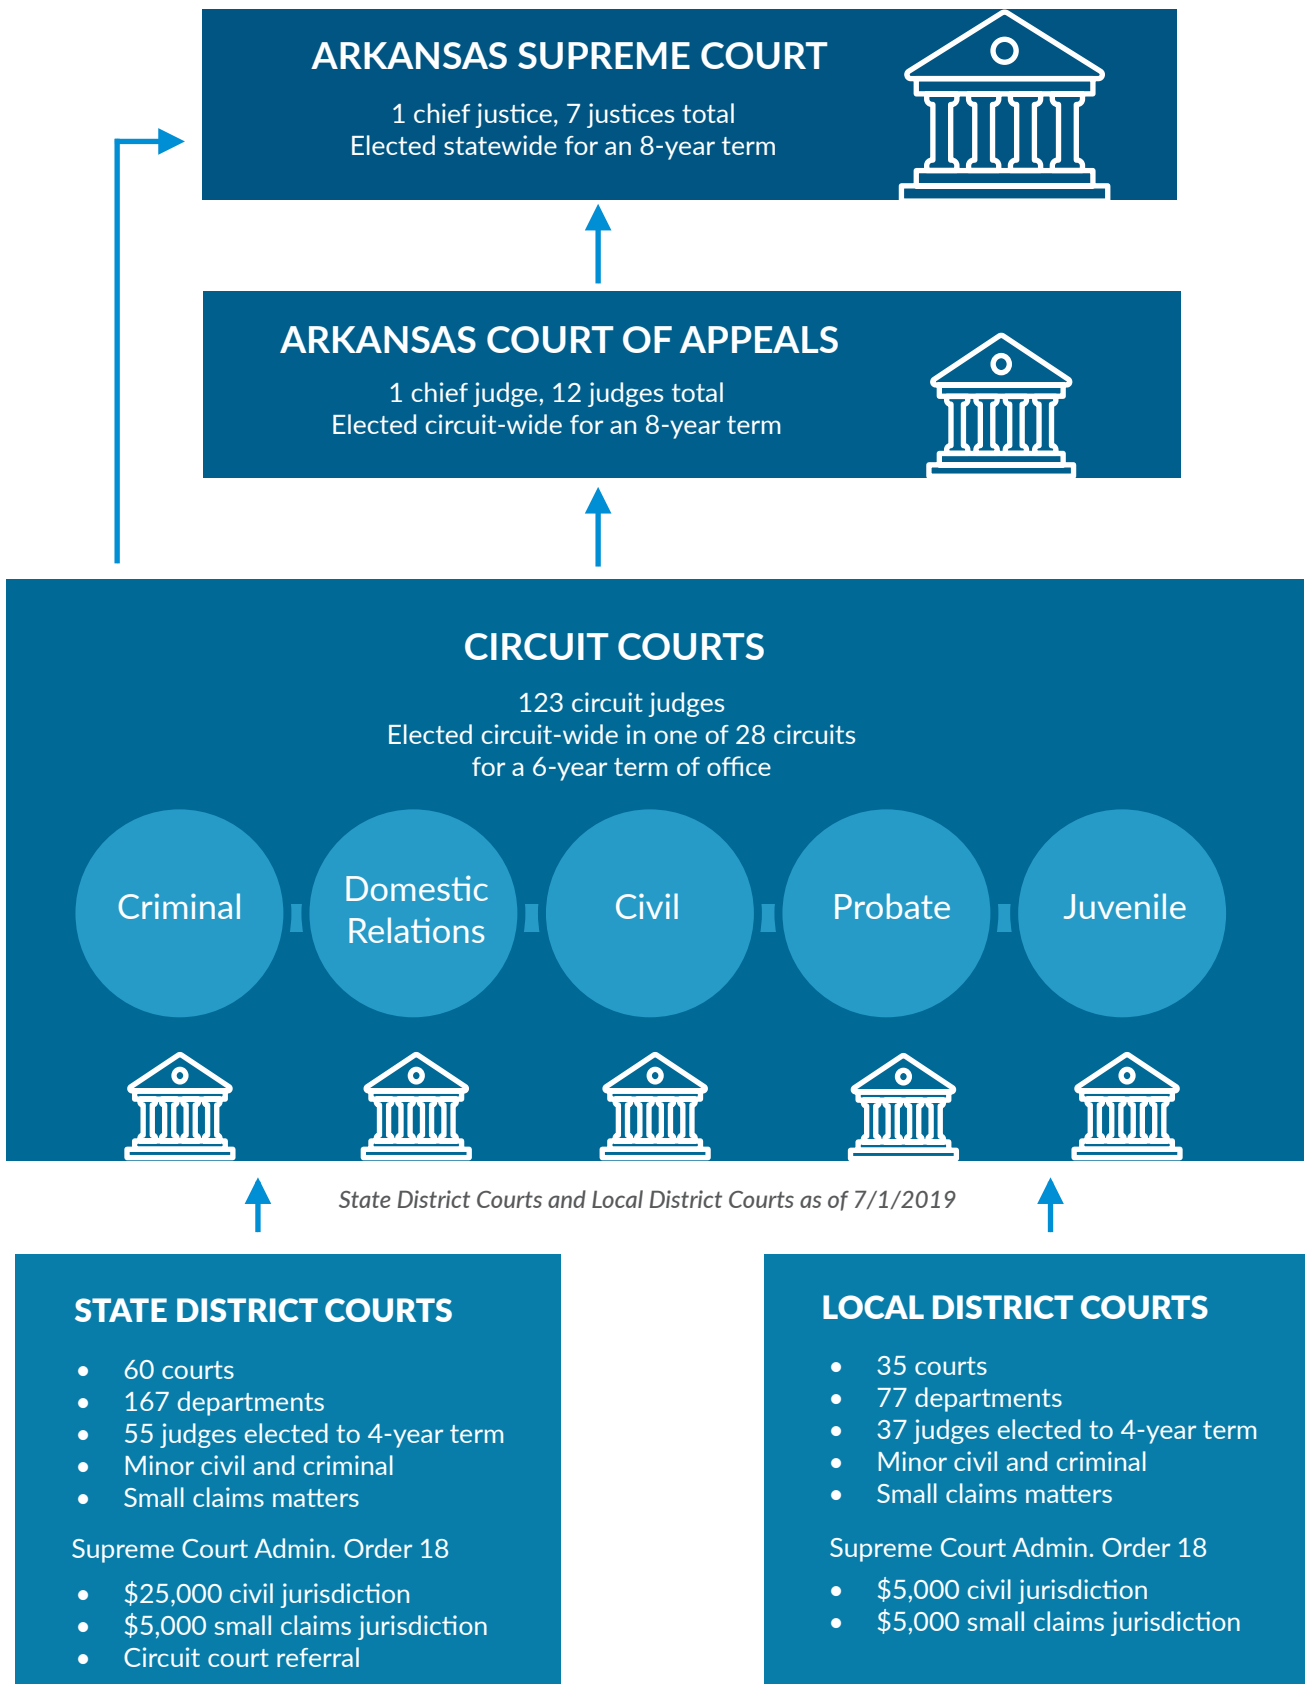 ARKANSAS SUPREME COURT
1 chief justice, 7 justices total
Elected statewide for an 8-year term
ARKANSAS COURT OF APPEALS
1 chief judge, 12 judges total
Elected circuit-wide for an 8-year term
CIRCUIT COURTS
123 circuit judges
Elected circuit-wide in one of 28 circuits
for a 6-year term of office
Criminal
Domestic
Relations
Civil
Probate
Juvenile
State District Courts and Local District Courts as of 7/1/2019
STATE DISTRICT COURTS
• 60 courts
• 167 departments
• 55 judges elected to 4-year term
• Minor civil and criminal
• Small claims matters
Supreme Court Admin. Order 18
• $25,000 civil jurisdiction
• $5,000 small claims jurisdiction
• Circuit court referral
LOCAL DISTRICT COURTS
• 35 courts
• 77 departments
• 37 judges elected to 4-year term
• Minor civil and criminal
• Small claims matters
Supreme Court Admin. Order 18
• $5,000 civil jurisdiction
• $5,000 small claims jurisdiction